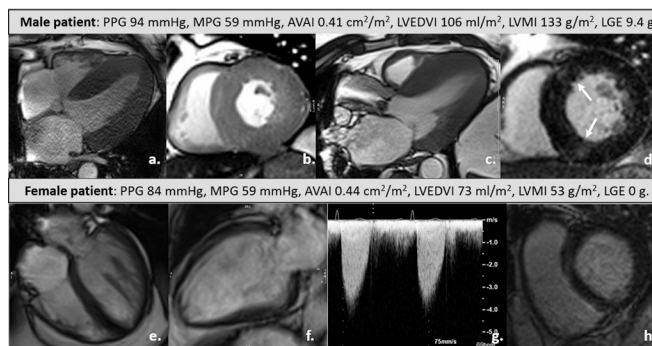 Male patient: PPG 94 mmHg, MPG 59 mmHg, AVAI 0.41 cm²/m², LVEDVI 106 ml/m², LVMI 133 g/m², LGE 9.4 g
a. b. c. d.
Female patient: PPG 84 mmHg, MPG 59 mmHg, AVAI 0.44 cm²/m², LVEDVI 73 ml/m², LVMI 53 g/m², LGE 0 g.
m/s
-1.0
-2.0
-3.0
-4.0
-5.0
e. f. g. h.
75mm/s